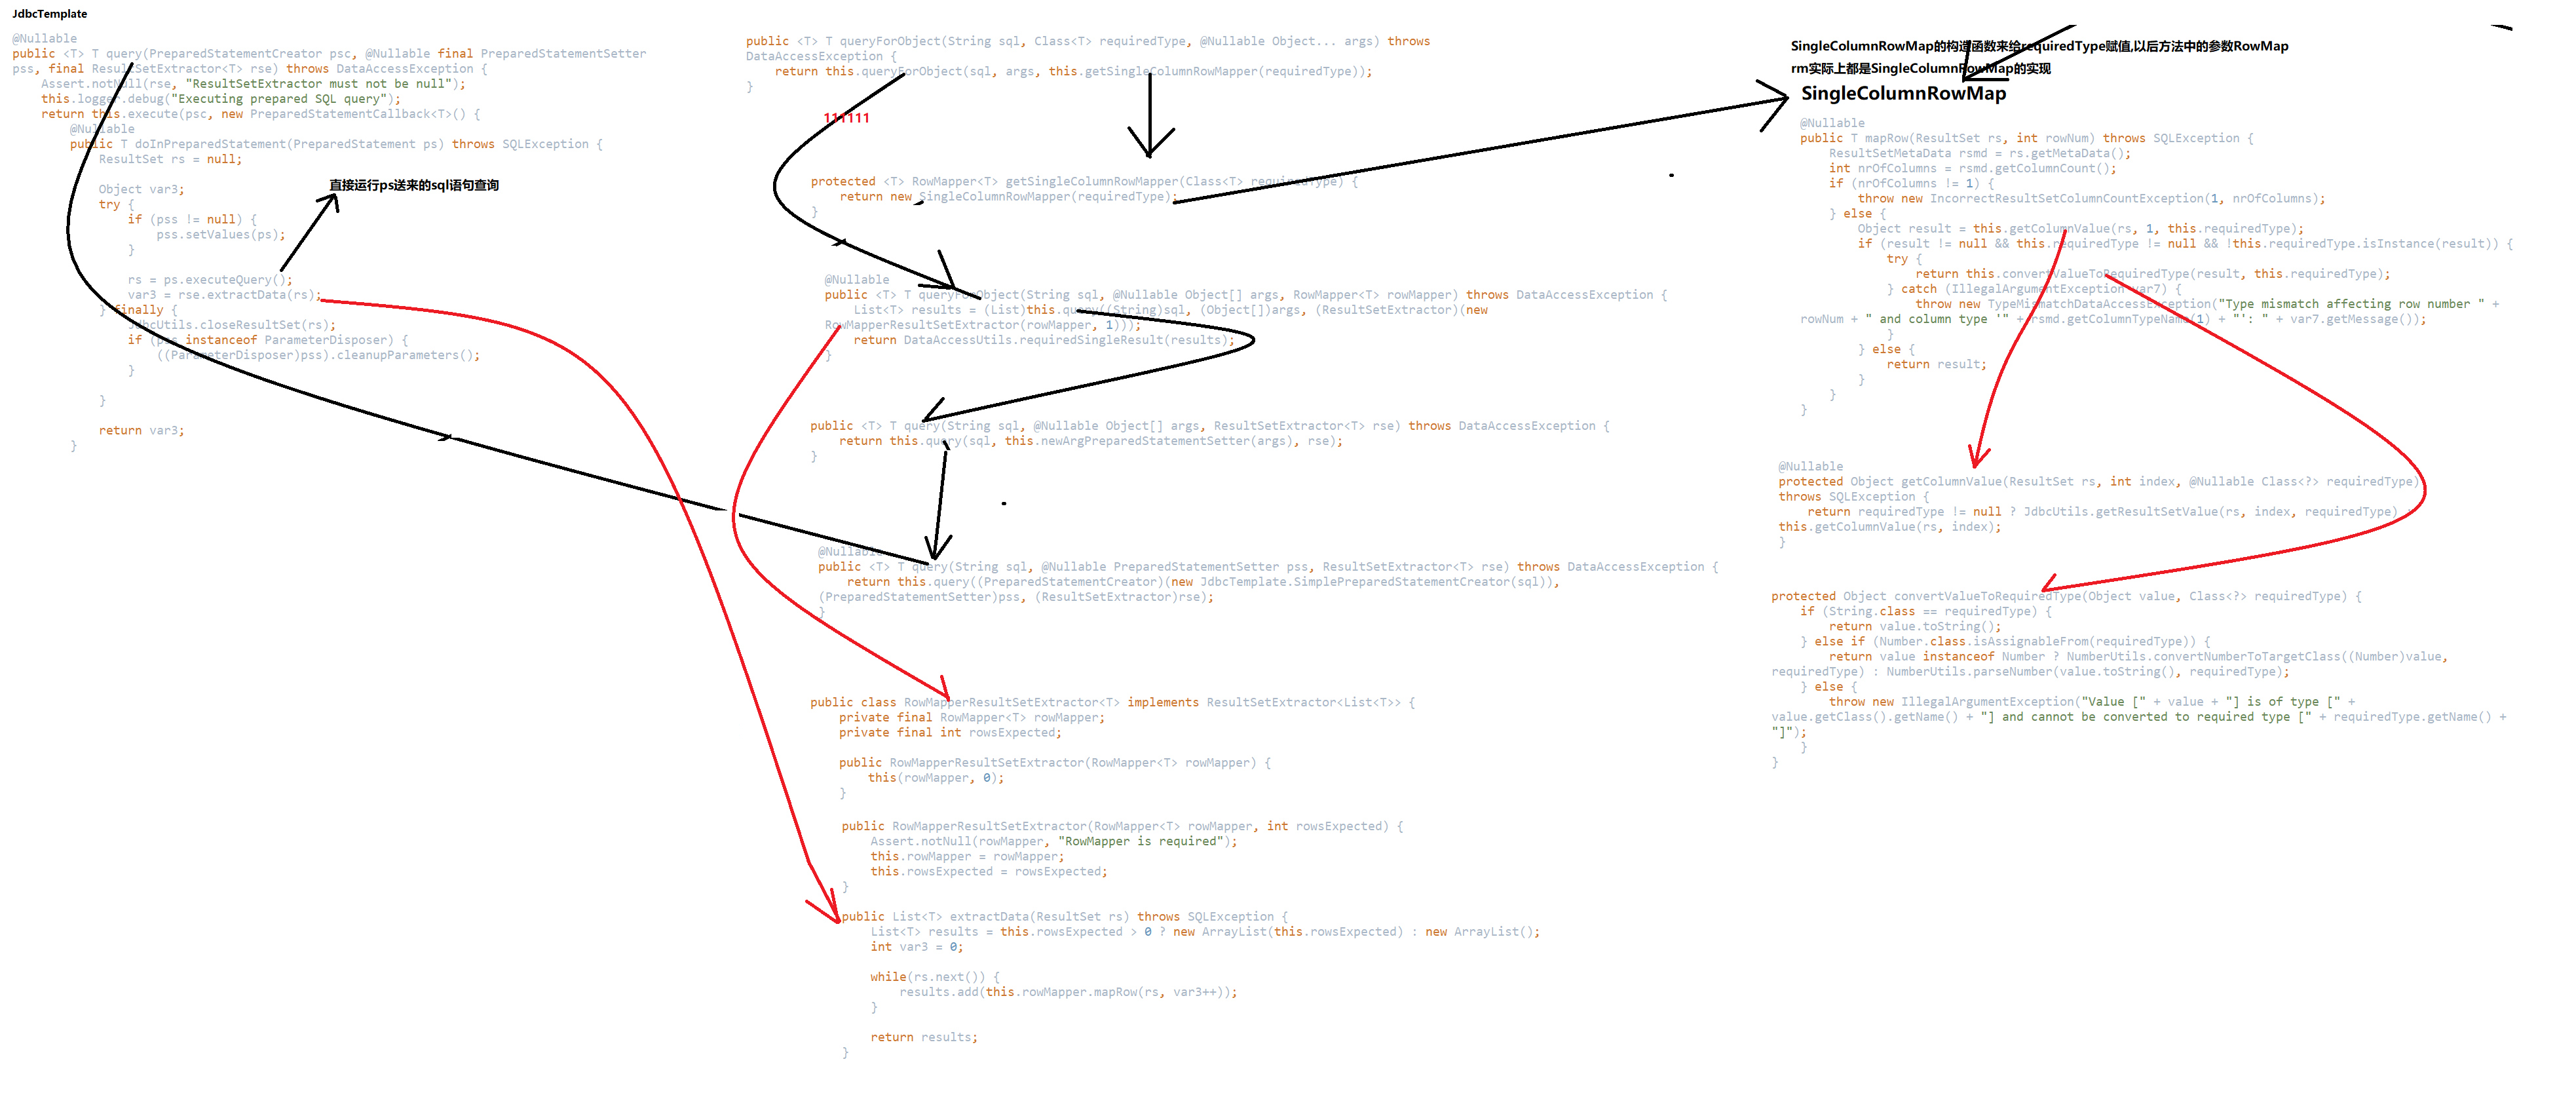 JdbcTemplate
@Nullable
public <T> T query(PreparedStatementCreator psc, @Nullable final PreparedStatementSetter
pss, final ResultSetExtractor<T> rse) throws DataAccessException {
Assert.notNull(rse, "ResultSetExtractor must not be null");
this.logger.debug("Executing prepared SQL query");
return this.execute(psc, new PreparedStatementCallback<T>() {
@Nullable
public T doInPreparedStatement(PreparedStatement ps) throws SQLException {
ResultSet rs = null;
Object var3;
try {
if (pss != null) {
pss.setValues(ps);
}
rs = ps.executeQuery();
var3 = rse.extractData(rs);
} finally {
JdbcUtils.closeResultSet(rs);
if (pss instanceof ParameterDisposer) {
((ParameterDisposer)pss).cleanupParameters();
}
}
return var3;
}
直接运行ps送来的sql语句查询
public <T> T queryForObject(String sql, Class<T> requiredType, @Nullable Object... args) throws
DataAccessException {
return this.queryForObject(sql, args, this.getSingleColumnRowMapper(requiredType));
}
111111
protected <T> RowMapper<T> getSingleColumnRowMapper(Class<T> requiredType) {
return new SingleColumnRowMapper(requiredType);
}
@Nullable
public <T> T queryForObject(String sql, @Nullable Object[] args, RowMapper<T> rowMapper) throws DataAccessException {
List<T> results = (List)this.query((String)sql, (Object[])args, (ResultSetExtractor)(new
RowMapperResultSetExtractor(rowMapper, 1)));
return DataAccessUtils.requiredSingleResult(results);
}
public <T> T query(String sql, @Nullable Object[] args, ResultSetExtractor<T> rse) throws DataAccessException {
return this.query(sql, this.newArgPreparedStatementSetter(args), rse);
}
@Nullable
public <T> T query(String sql, @Nullable PreparedStatementSetter pss, ResultSetExtractor<T> rse) throws DataAccessException {
return this.query((PreparedStatementCreator)(new JdbcTemplate.SimplePreparedStatementCreator(sql)),
(PreparedStatementSetter)pss, (ResultSetExtractor)rse);
}
public class RowMapperResultSetExtractor<T> implements ResultSetExtractor<List<T>> {
private final RowMapper<T> rowMapper;
private final int rowsExpected;
public RowMapperResultSetExtractor(RowMapper<T> rowMapper) {
this(rowMapper, 0);
}
public RowMapperResultSetExtractor(RowMapper<T> rowMapper, int rowsExpected) {
Assert.notNull(rowMapper, "RowMapper is required");
this.rowMapper = rowMapper;
this.rowsExpected = rowsExpected;
}
public List<T> extractData(ResultSet rs) throws SQLException {
List<T> results = this.rowsExpected > 0 ? new ArrayList(this.rowsExpected) : new ArrayList();
int var3 = 0;
while(rs.next()) {
results.add(this.rowMapper.mapRow(rs, var3++));
}
return results;
}
SingleColumnRowMap的构造函数来给requiredType赋值,以后方法中的参数RowMap
rm实际上都是SingleColumnRowMap的实现
SingleColumnRowMap
@Nullable
public T mapRow(ResultSet rs, int rowNum) throws SQLException {
ResultSetMetaData rsmd = rs.getMetaData();
int nrOfColumns = rsmd.getColumnCount();
if (nrOfColumns != 1) {
throw new IncorrectResultSetColumnCountException(1, nrOfColumns);
} else {
Object result = this.getColumnValue(rs, 1, this.requiredType);
if (result != null && this.requiredType != null && !this.requiredType.isInstance(result)) {
try {
return this.convertValueToRequiredType(result, this.requiredType);
} catch (IllegalArgumentException var7) {
throw new TypeMismatchDataAccessException("Type mismatch affecting row number " +
rowNum + " and column type '" + rsmd.getColumnTypeName(1) + "': " + var7.getMessage());
}
} else {
return result;
}
}
}
@Nullable
protected Object getColumnValue(ResultSet rs, int index, @Nullable Class<?> requiredType)
throws SQLException {
return requiredType != null ? JdbcUtils.getResultSetValue(rs, index, requiredType) :
this.getColumnValue(rs, index);
}
protected Object convertValueToRequiredType(Object value, Class<?> requiredType) {
if (String.class == requiredType) {
return value.toString();
} else if (Number.class.isAssignableFrom(requiredType)) {
return value instanceof Number ? NumberUtils.convertNumberToTargetClass((Number)value,
requiredType) : NumberUtils.parseNumber(value.toString(), requiredType);
} else {
throw new IllegalArgumentException("Value [" + value + "] is of type [" +
value.getClass().getName() + "] and cannot be converted to required type [" + requiredType.getName() +
"]");
}
}